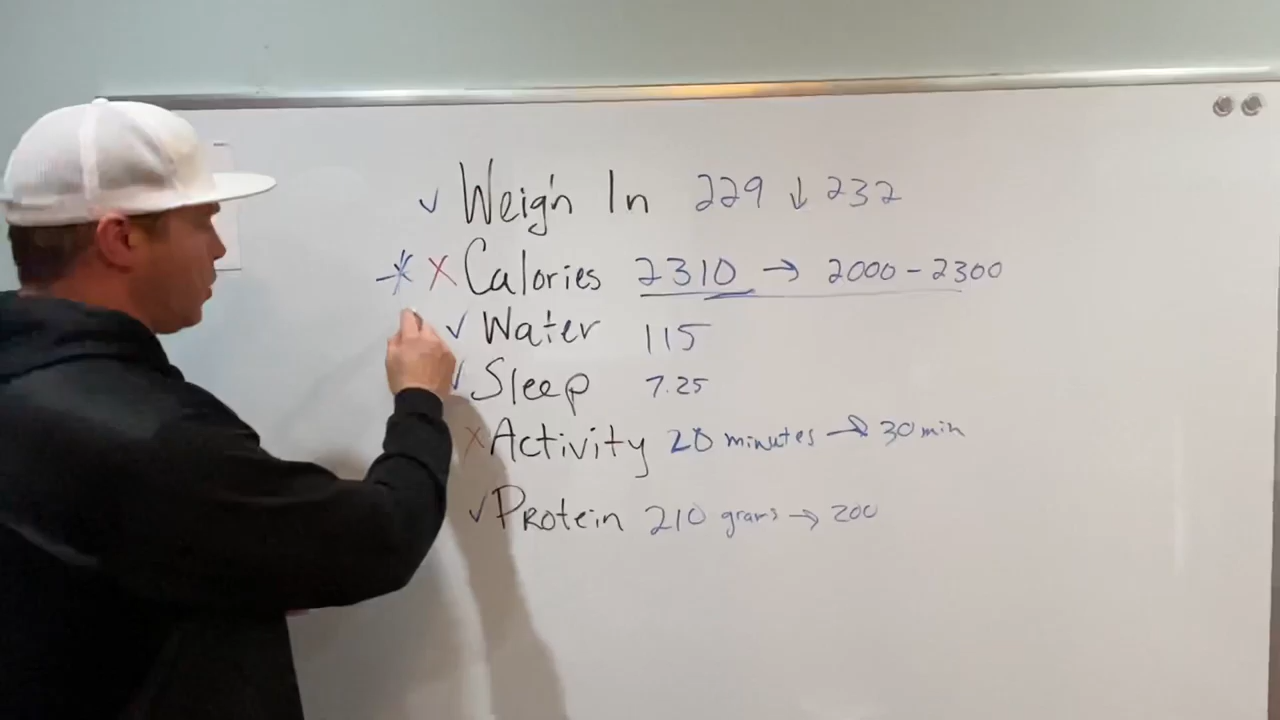 ✓ Weigh In 229 ↓ 232
* X Calories 2310 → 2000 - 2300
✓ Water 115
✓ Sleep 7.25
X Activity 20 minutes → 30 min
✓ Protein 210 grams → 200